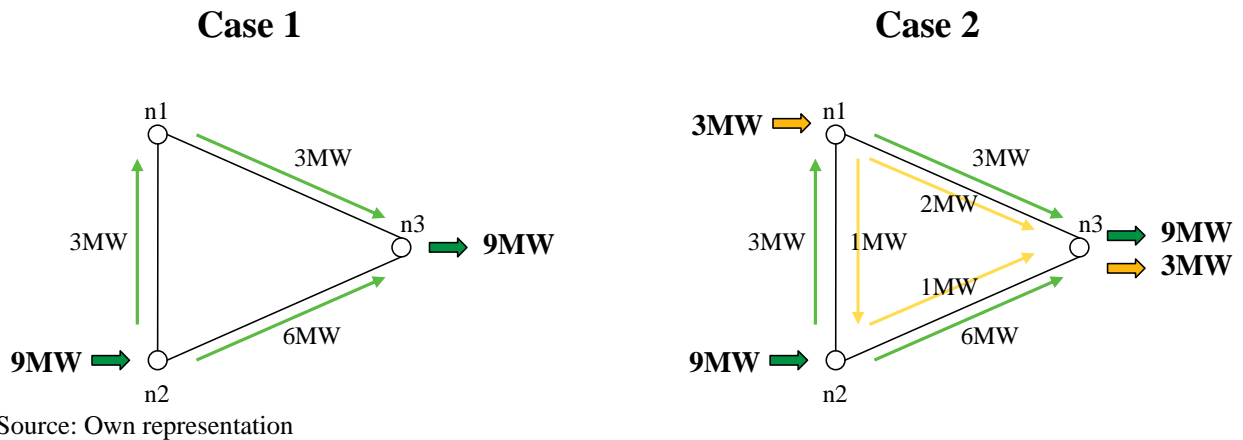 Case 1
n1
3MW
3MW
n3
9MW
6MW
9MW
n2
Case 2
n1
3MW
3MW
2MW
n3
9MW
3MW
3MW
1MW
1MW
6MW
9MW
n2
Source: Own representation